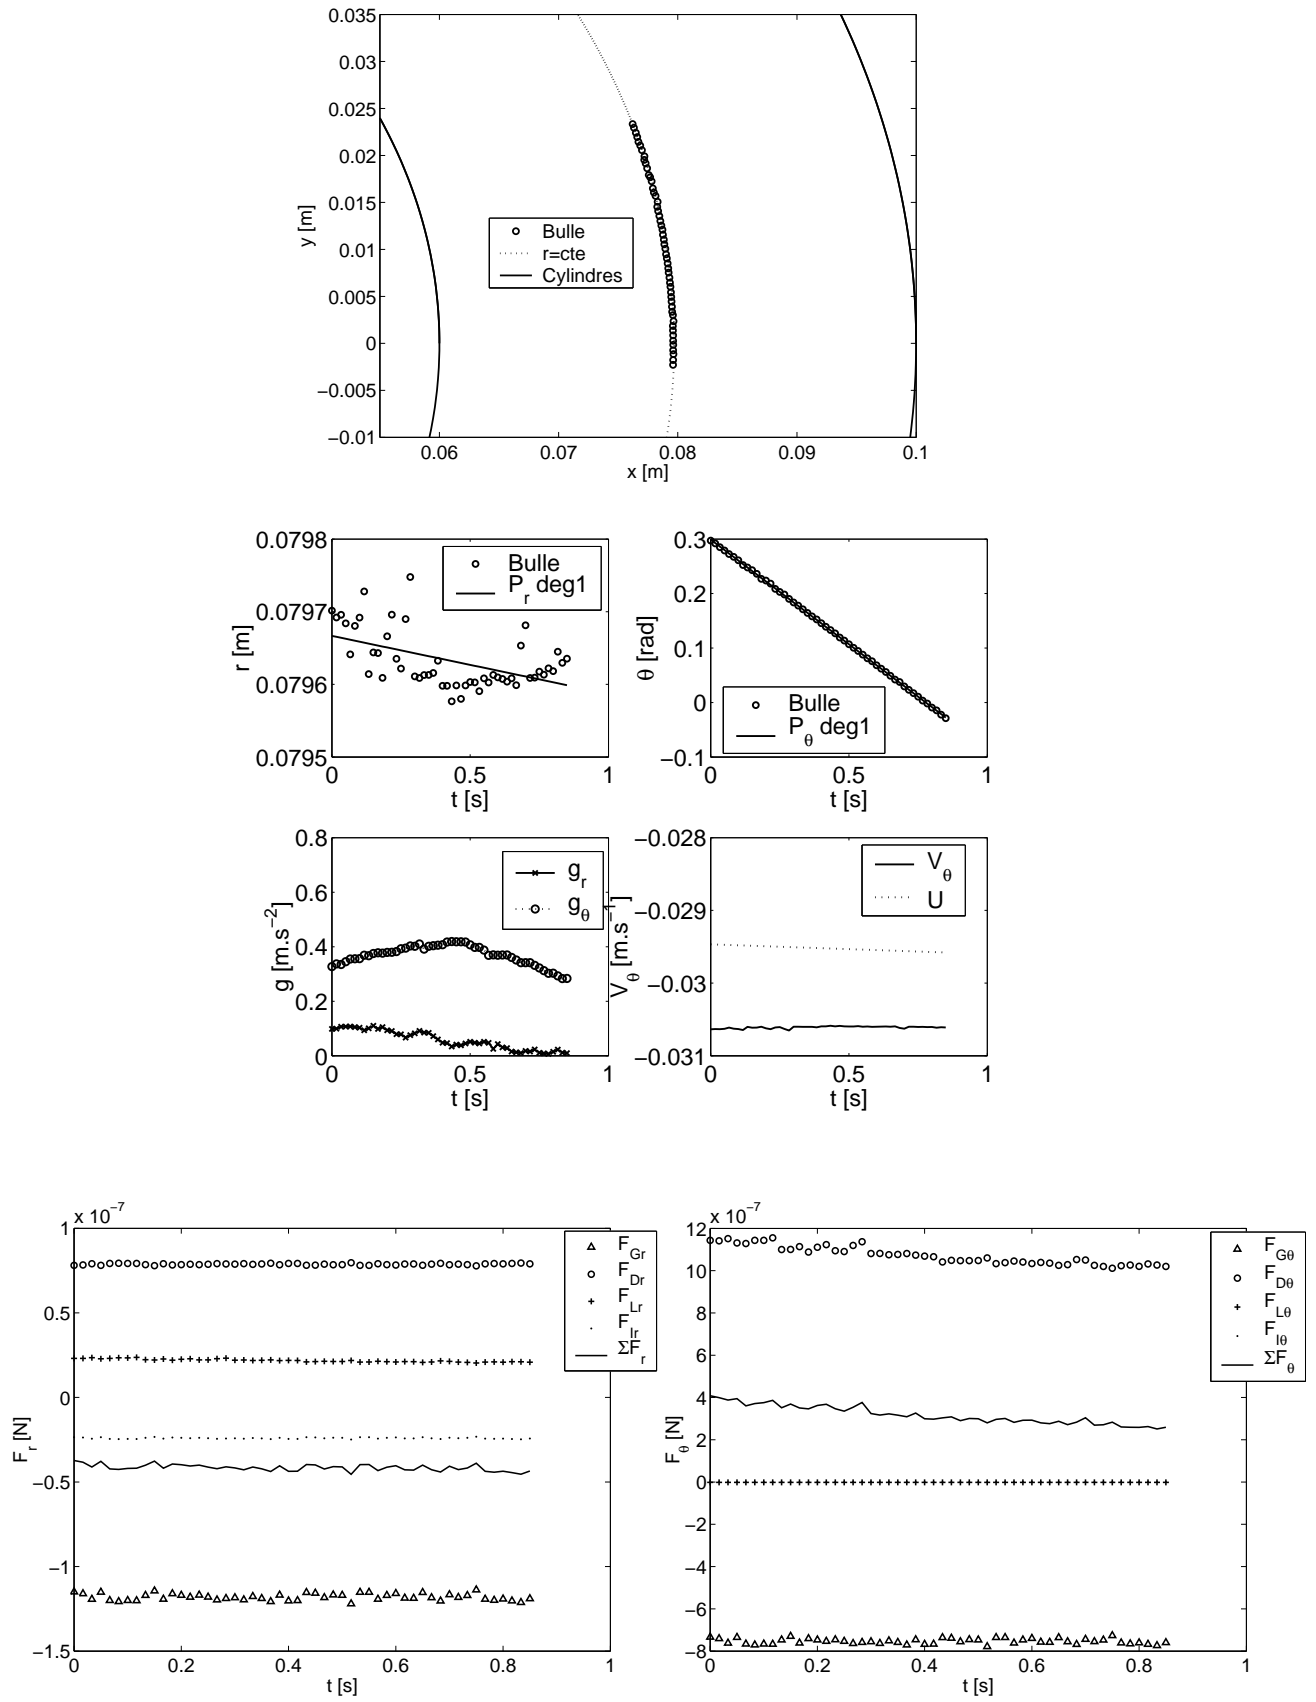 0.035
0.03
0.025
0.02
0.015
0.01
0.005
0
−0.005
−0.01
y [m]
Bulle
r=cte
Cylindres
0.06
0.07
0.08
0.09
0.1
x [m]
0.0798
0.0797
0.0796
0.0795
r [m]
Bulle
P_r deg1
0
0.5
1
t [s]
0.3
0.2
0.1
0
−0.1
θ [rad]
Bulle
P_θ deg1
0
0.5
1
t [s]
0.8
0.6
0.4
0.2
0
g [m.s^−2]
g_r
g_θ
0
0.5
1
t [s]
−0.028
−0.029
−0.03
−0.031
V_θ [m.s^−1]
V_θ
U
0
0.5
1
t [s]
x 10^−7
1
0.5
0
−0.5
−1
−1.5
F_r [N]
F_Gr
F_Dr
F_Lr
F_Ir
ΣF_r
0
0.2
0.4
0.6
0.8
1
t [s]
x 10^−7
12
10
8
6
4
2
0
−2
−4
−6
−8
F_θ [N]
F_Gθ
F_Dθ
F_Lθ
F_Iθ
ΣF_θ
0
0.2
0.4
0.6
0.8
1
t [s]